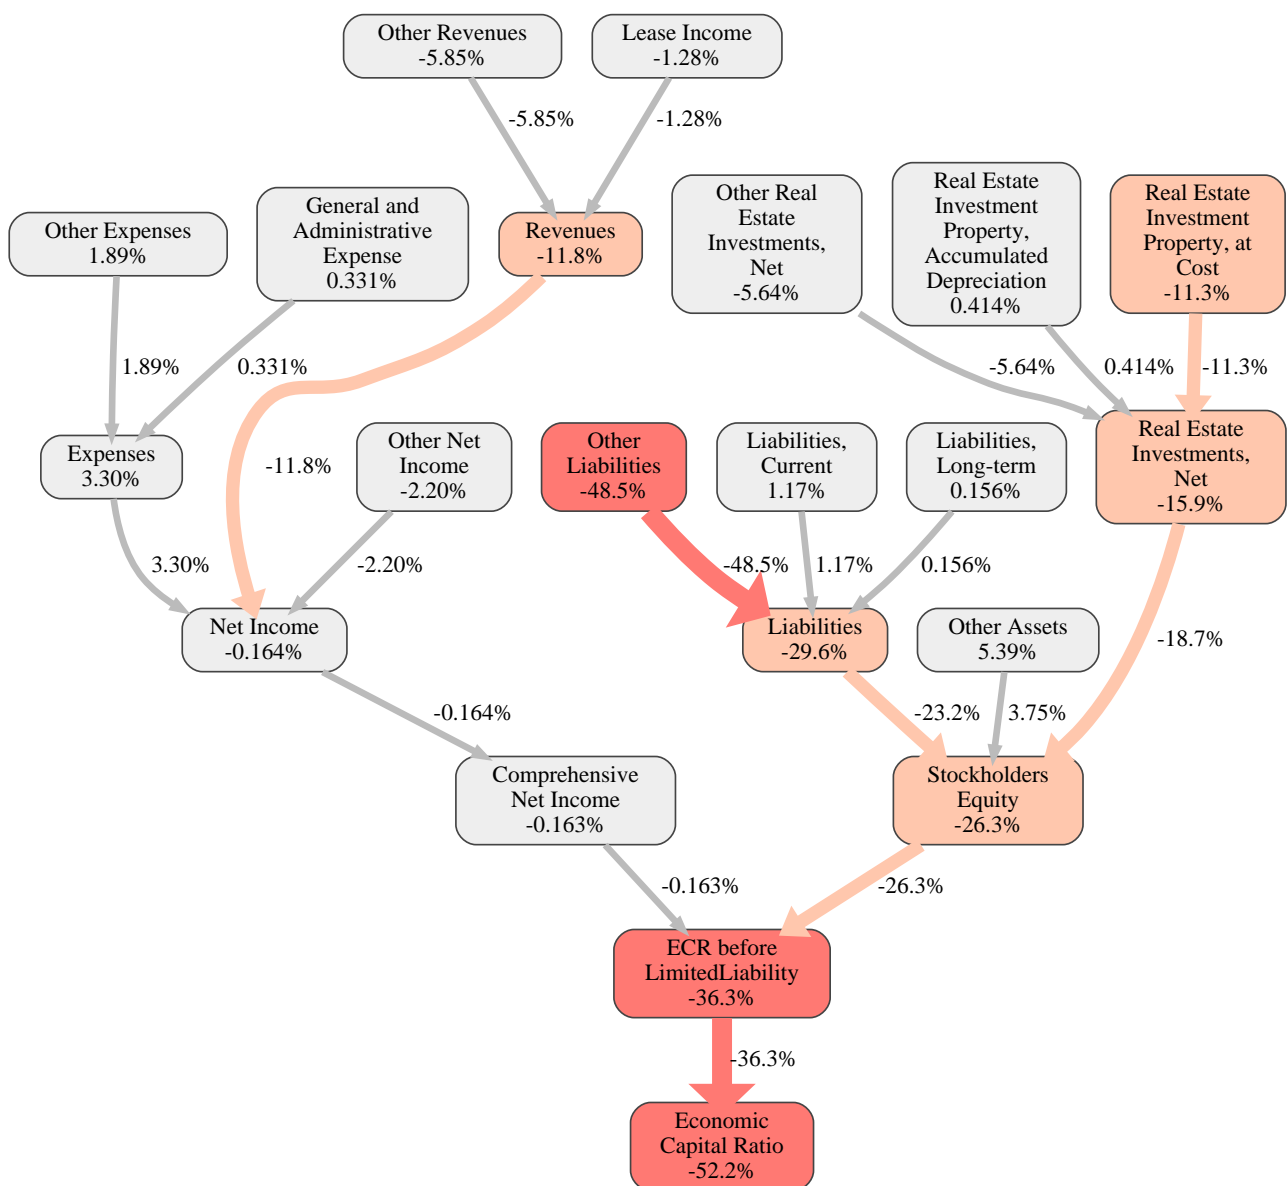 Other Revenues
-5.85%
Lease Income
-1.28%
-5.85%
-1.28%
Other Expenses
1.89%
General and
Administrative
Expense
0.331%
Revenues
-11.8%
Other Real
Estate
Investments,
Net
-5.64%
Real Estate
Investment
Property,
Accumulated
Depreciation
0.414%
Real Estate
Investment
Property, at
Cost
-11.3%
1.89%
0.331%
-5.64%
0.414%
-11.3%
Expenses
3.30%
-11.8%
Other Net
Income
-2.20%
Other
Liabilities
-48.5%
Liabilities,
Current
1.17%
Liabilities,
Long-term
0.156%
Real Estate
Investments,
Net
-15.9%
3.30%
-2.20%
-48.5%
1.17%
0.156%
Net Income
-0.164%
Liabilities
-29.6%
Other Assets
5.39%
-18.7%
-0.164%
-23.2%
3.75%
Comprehensive
Net Income
-0.163%
Stockholders
Equity
-26.3%
-0.163%
-26.3%
ECR before
LimitedLiability
-36.3%
-36.3%
Economic
Capital Ratio
-52.2%